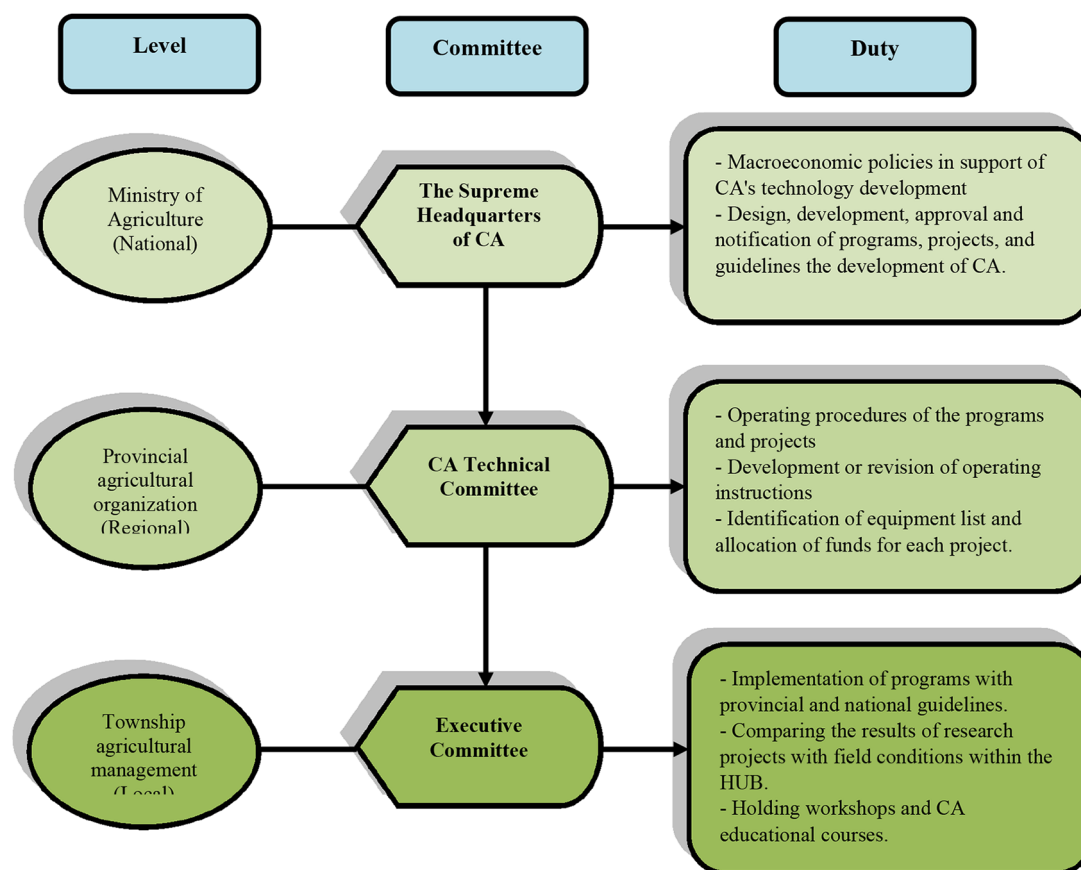 Level
Committee
Duty
Ministry of
Agriculture
(National)
The Supreme
Headquarters
of CA
- Macroeconomic policies in support of
CA's technology development
- Design, development, approval and
notification of programs, projects, and
guidelines the development of CA.
Provincial
agricultural
organization
(Regional)
CA Technical
Committee
- Operating procedures of the programs
and projects
- Development or revision of operating
instructions
- Identification of equipment list and
allocation of funds for each project.
Township
agricultural
management
(Local)
Executive
Committee
- Implementation of programs with
provincial and national guidelines.
- Comparing the results of research
projects with field conditions within the
HUB.
- Holding workshops and CA
educational courses.